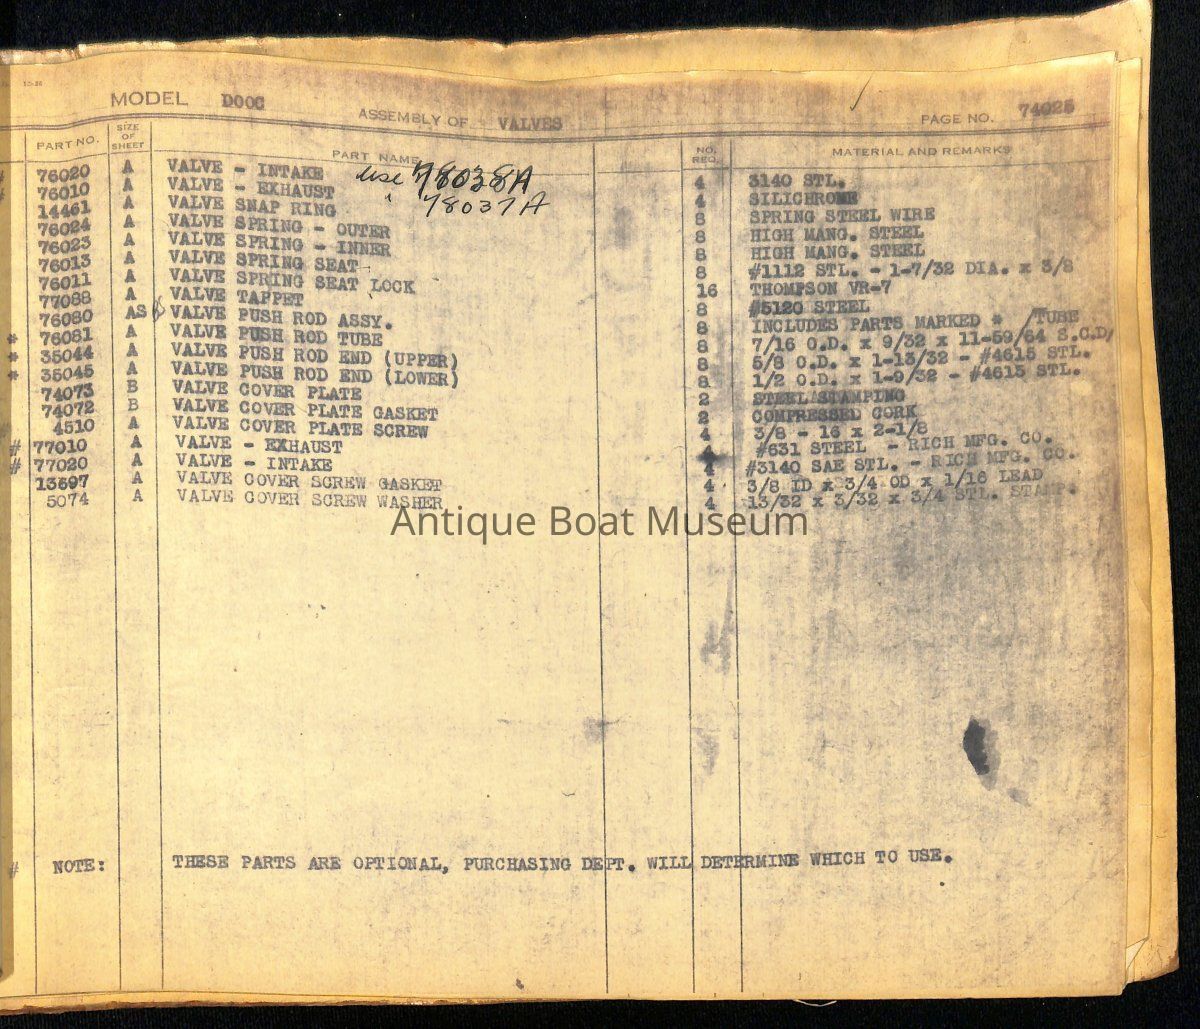 MODEL DOOC ASSEMBLY OF - VALVES PAGE NO. 74025
PART NO. SIZE OF SHEET PART NAME NO. REQ. MATERIAL AND REMARKS
# 76020 A VALVE - INTAKE use 78038A 4 3140 STL.
# 76010 A VALVE - EXHAUST " 78037A 4 SILICHROME
14461 A VALVE SNAP RING 8 SPRING STEEL WIRE
76024 A VALVE SPRING - OUTER 8 HIGH MANG. STEEL
76023 A VALVE SPRING - INNER 8 HIGH MANG. STEEL
76013 A VALVE SPRING SEAT 8 #1112 STL. - 1-7/32 DIA. x 3/8
76011 A VALVE SPRING SEAT LOCK 16 THOMPSON VR-7
77088 A VALVE TAPPET 8 #5120 STEEL
76080 AS VALVE PUSH ROD ASSY. 8 INCLUDES PARTS MARKED * /TUBE
* 76081 A VALVE PUSH ROD TUBE 8 7/16 O.D. x 9/32 x 11-59/64 S.C.D/
* 35044 A VALVE PUSH ROD END (UPPER) 8 5/8 O.D. x 1-13/32 - #4615 STL.
* 35045 A VALVE PUSH ROD END (LOWER) 8 1/2 O.D. x 1-9/32 - #4615 STL.
74073 B VALVE COVER PLATE 2 STEEL STAMPING
74072 B VALVE COVER PLATE GASKET 2 COMPRESSED CORK
4510 A VALVE COVER PLATE SCREW 4 3/8 - 16 x 2-1/8
# 77010 A VALVE - EXHAUST 4 #631 STEEL - RICH MFG. CO.
# 77020 A VALVE - INTAKE 4 #3140 SAE STL. - RICH MFG. CO.
13597 A VALVE COVER SCREW GASKET 4 3/8 ID x 3/4 OD x 1/16 LEAD
5074 A VALVE COVER SCREW WASHER 4 13/32 x 3/32 x 3/4 STL. STAMP.
Antique Boat Museum
# NOTE: THESE PARTS ARE OPTIONAL, PURCHASING DEPT. WILL DETERMINE WHICH TO USE.